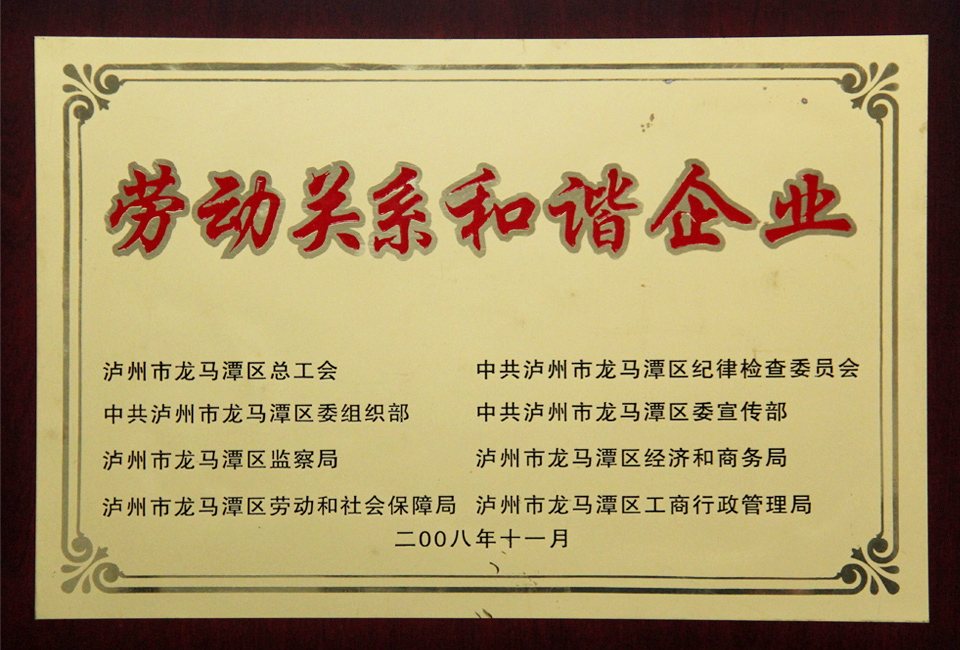 劳动关系和谐企业
泸州市龙马潭区总工会 中共泸州市龙马潭区纪律检查委员会
中共泸州市龙马潭区委组织部 中共泸州市龙马潭区委宣传部
泸州市龙马潭区监察局 泸州市龙马潭区经济和商务局
泸州市龙马潭区劳动和社会保障局 泸州市龙马潭区工商行政管理局
二00八年十一月